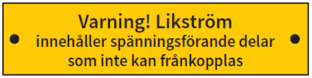 Varning! Likström
innehåller spänningsförande delar
som inte kan frånkopplas